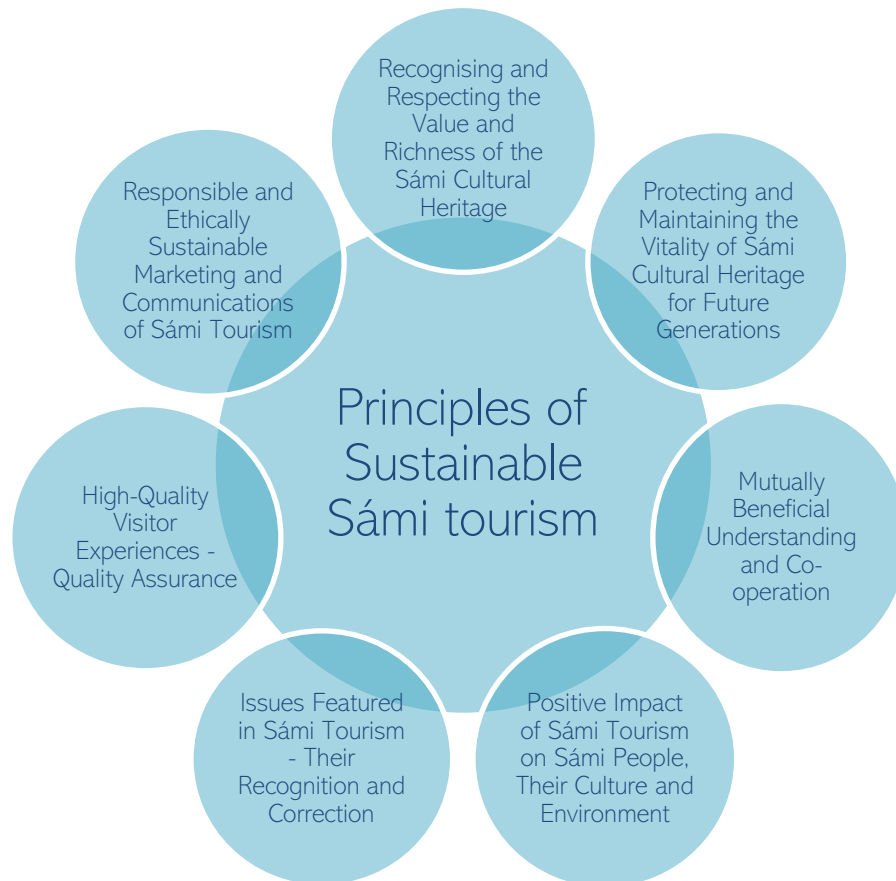 Recognising and
Respecting the
Value and
Richness of the
Sámi Cultural
Heritage
Protecting and
Maintaining the
Vitality of Sámi
Cultural Heritage
for Future
Generations
Mutually
Beneficial
Understanding
and Co-
operation
Positive Impact
of Sámi Tourism
on Sámi People,
Their Culture and
Environment
Issues Featured
in Sámi Tourism
- Their
Recognition and
Correction
High-Quality
Visitor
Experiences -
Quality Assurance
Responsible and
Ethically
Sustainable
Marketing and
Communications
of Sámi Tourism
Principles of
Sustainable
Sámi tourism